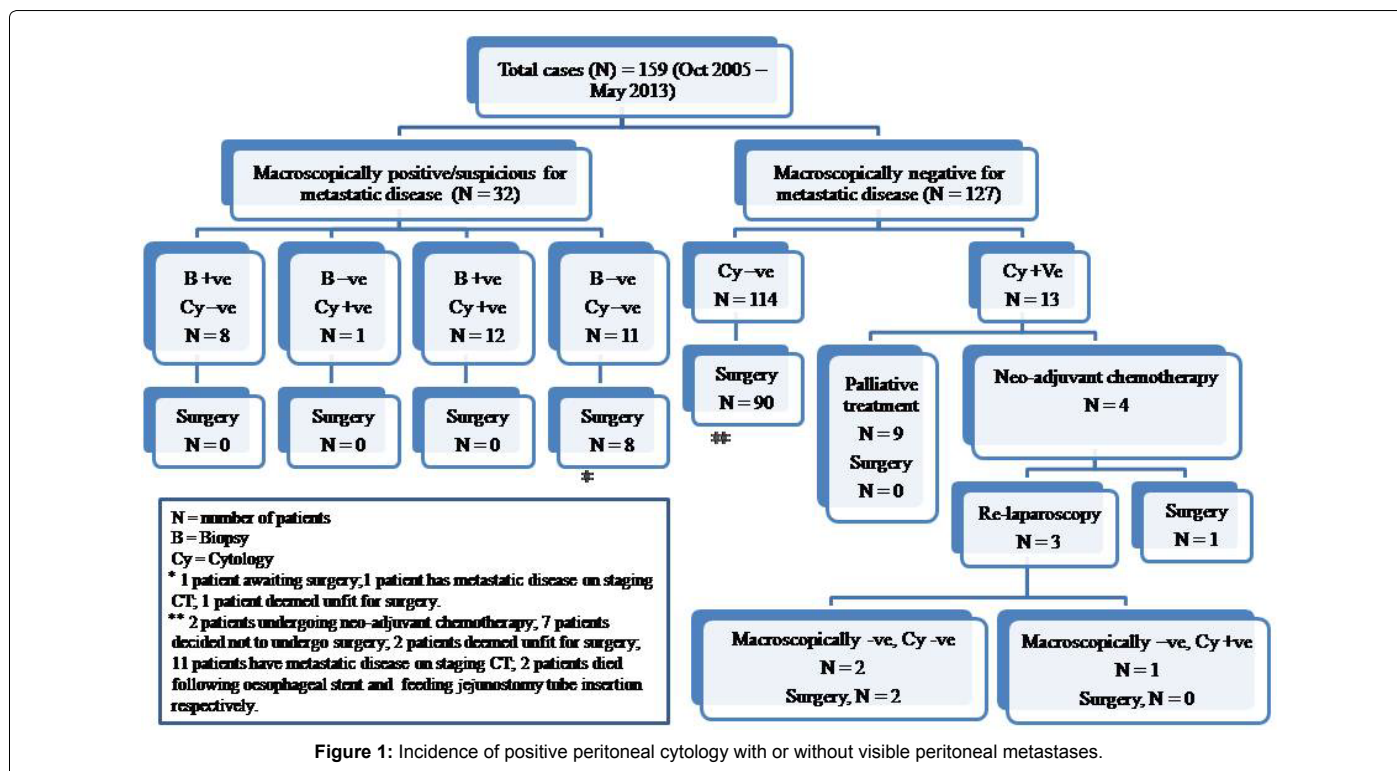 Total cases (N) = 159 (Oct 2005 –
May 2013)
Macroscopically positive/suspicious for
metastatic disease (N = 32)
Macroscopically negative for
metastatic disease (N = 127)
B +ve
Cy –ve
N = 8
B –ve
Cy +ve
N = 1
B +ve
Cy +ve
N = 12
B –ve
Cy –ve
N = 11
Cy –ve
N = 114
Cy +Ve
N = 13
Surgery
N = 0
Surgery
N = 0
Surgery
N = 0
Surgery
N = 8
*
Surgery
N = 90
**
Palliative
treatment
N = 9
Surgery
N = 0
Neo-adjuvant chemotherapy
N = 4
Re-laparoscopy
N = 3
Surgery
N = 1
Macroscopically -ve, Cy -ve
N = 2
Surgery, N = 2
Macroscopically –ve, Cy +ve
N = 1
Surgery, N = 0
N = number of patients
B = Biopsy
Cy = Cytology
* 1 patient awaiting surgery; 1 patient has metastatic disease on staging
CT; 1 patient deemed unfit for surgery.
** 2 patients undergoing neo-adjuvant chemotherapy; 7 patients
decided not to undergo surgery; 2 patients deemed unfit for surgery;
11 patients have metastatic disease on staging CT; 2 patients died
following oesophageal stent and feeding jejunostomy tube insertion
respectively.
Figure 1: Incidence of positive peritoneal cytology with or without visible peritoneal metastases.